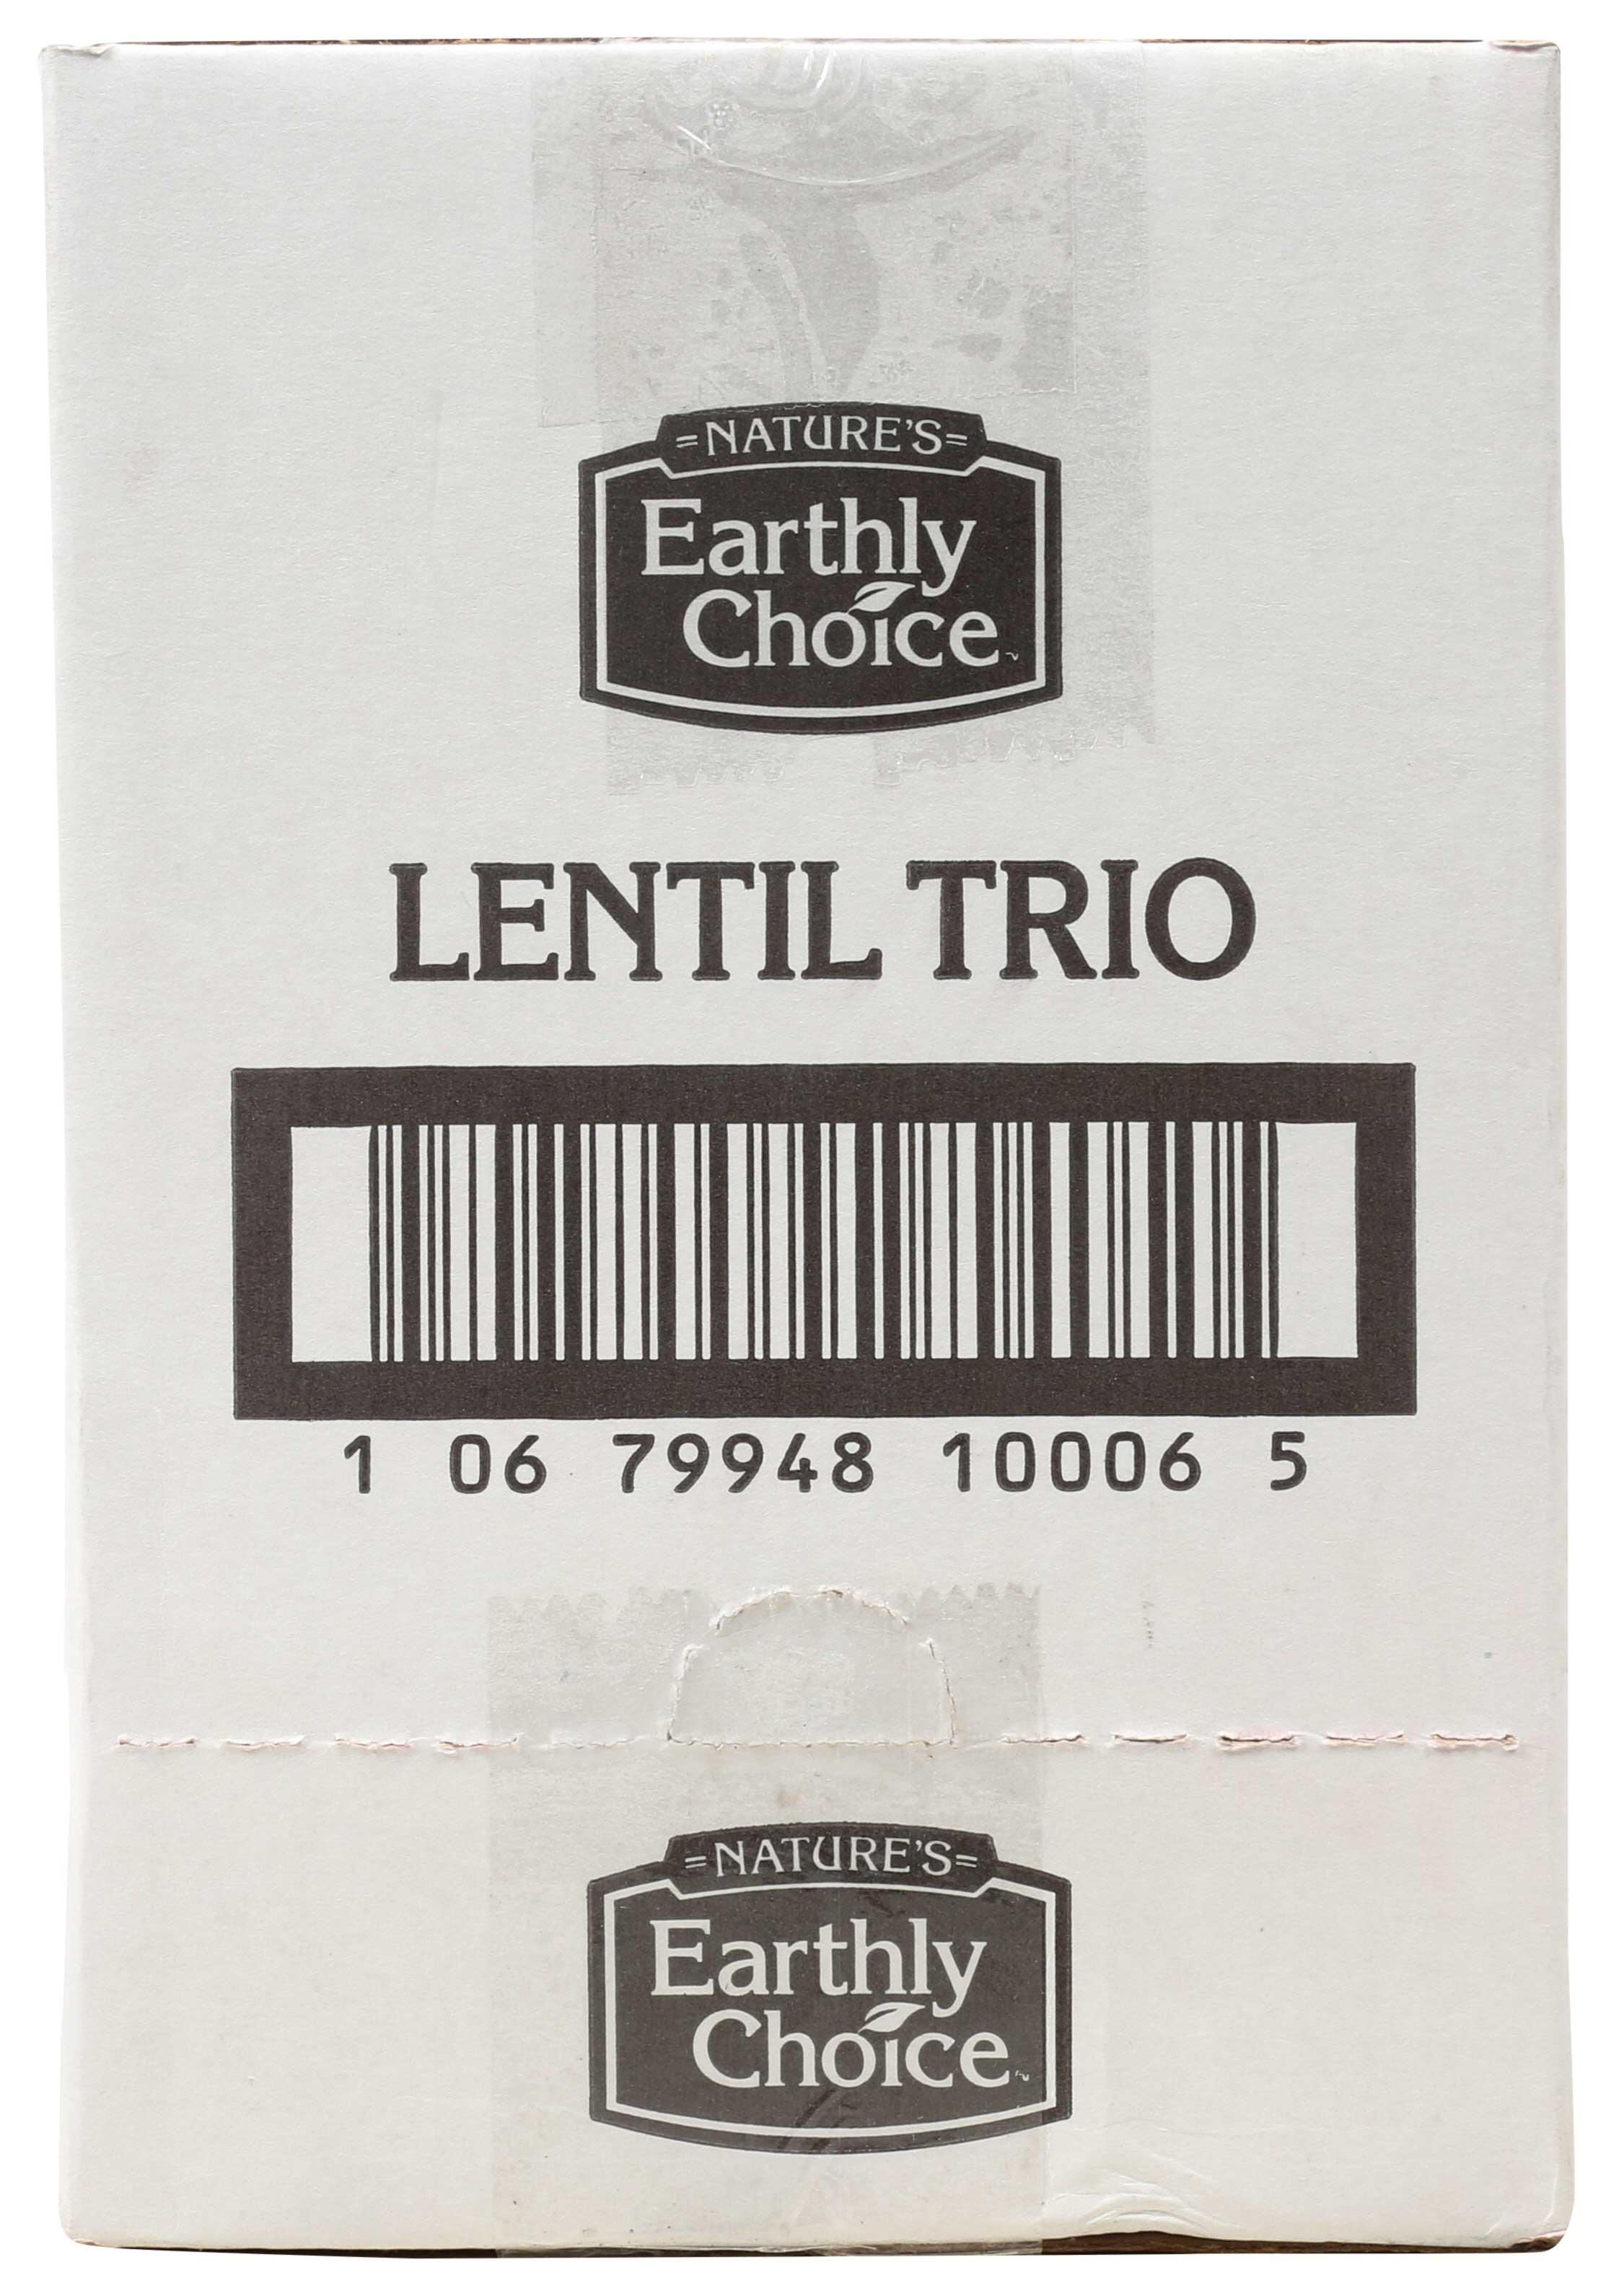 =NATURE'S=
Earthly
Choice
LENTIL TRIO
1 06 79948 10006 5
=NATURE'S=
Earthly
Choice